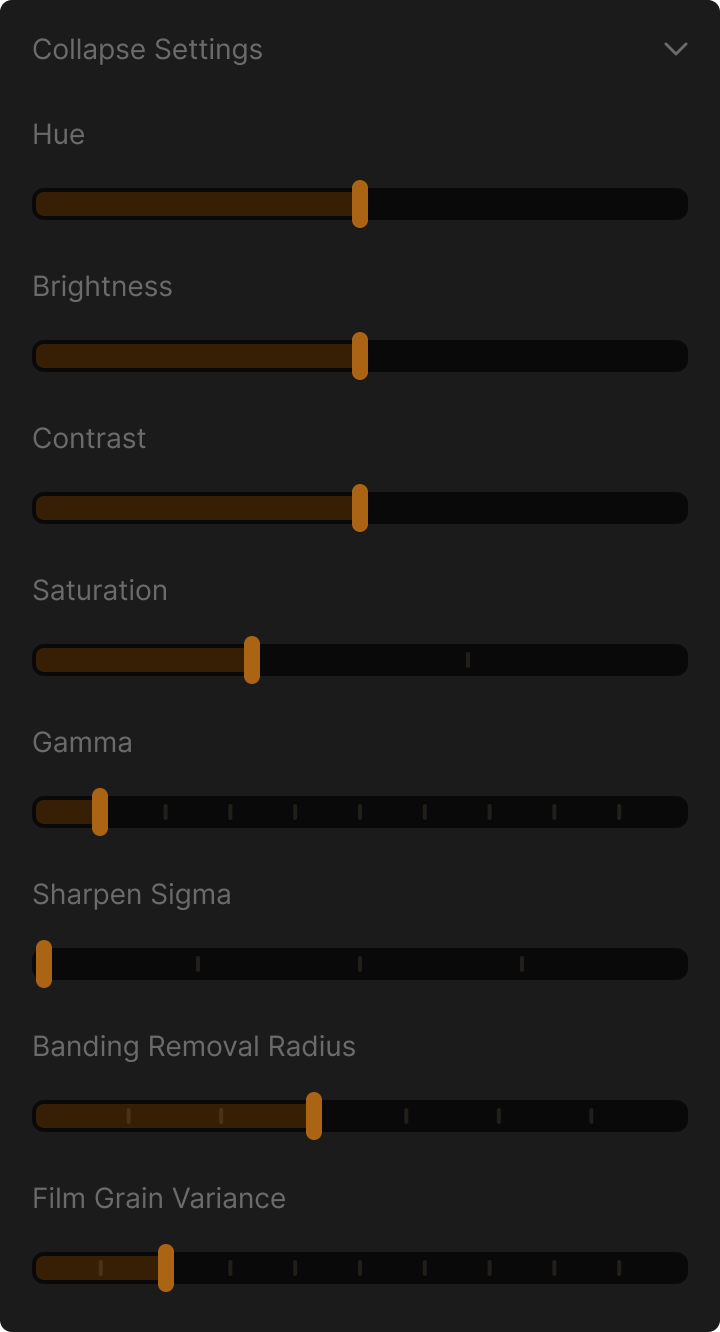 Collapse Settings
Hue
Brightness
Contrast
Saturation
Gamma
Sharpen Sigma
Banding Removal Radius
Film Grain Variance